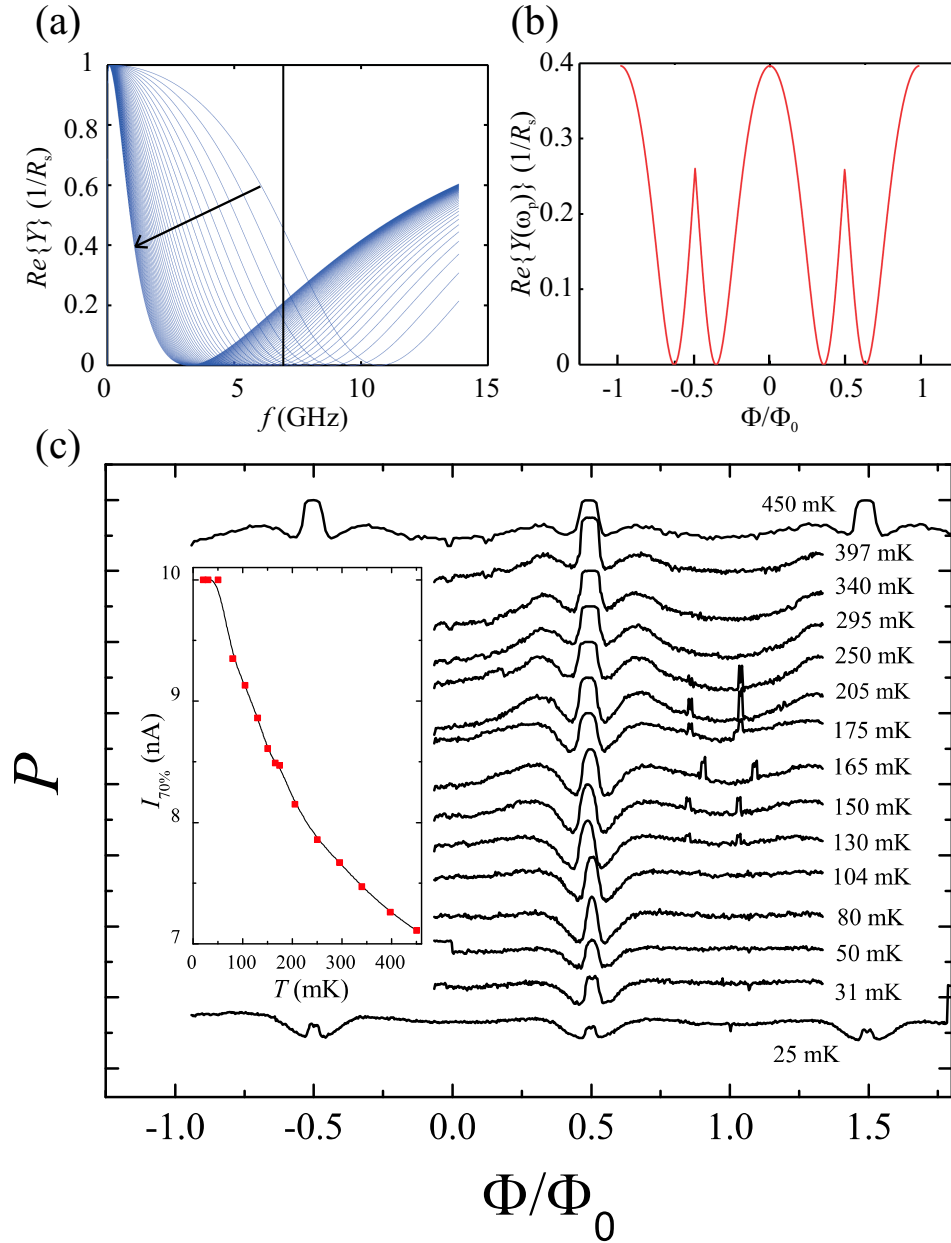 (a)
1
0.8
0.6
0.4
0.2
0
Re{Y} (1/Rs)
0 5 10 15
f (GHz)
(b)
0.4
0.3
0.2
0.1
0
Re{Y(ωp)} (1/Rs)
-1 -0.5 0 0.5 1
Φ/Φ0
(c)
P
450 mK
397 mK
340 mK
295 mK
250 mK
205 mK
175 mK
165 mK
150 mK
130 mK
104 mK
80 mK
50 mK
31 mK
25 mK
10
9
8
7
I70% (nA)
0 100 200 300 400
T (mK)
-1.0 -0.5 0.0 0.5 1.0 1.5
Φ/Φ0